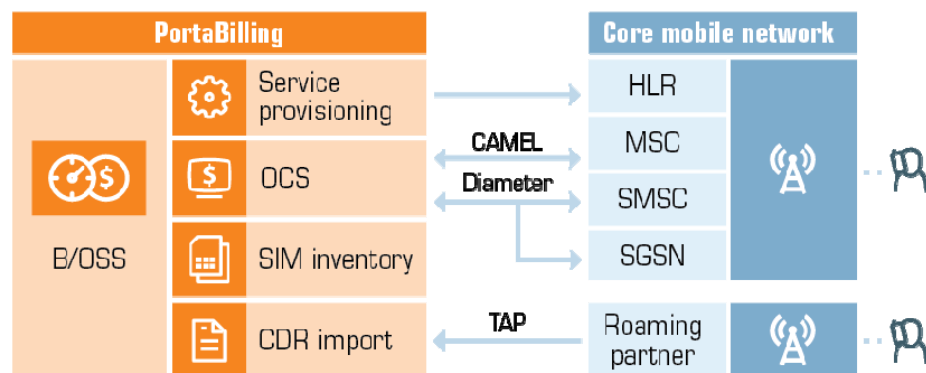 PortaBilling
Core mobile network
B/OSS
Service
provisioning
OCS
SIM inventory
CDR import
CAMEL
Diameter
TAP
HLR
MSC
SMSC
SGSN
Roaming
partner